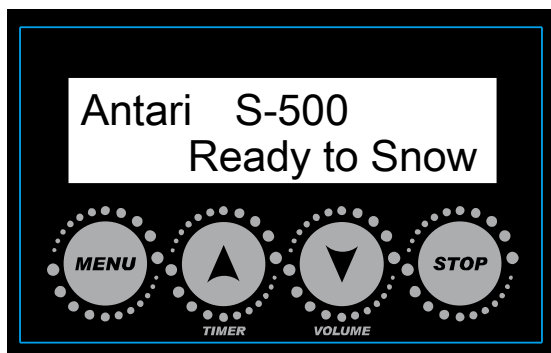 Antari S-500
Ready to Snow
MENU
STOP
TIMER
VOLUME